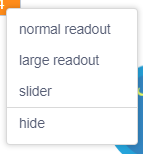 normal readout
large readout
slider
hide